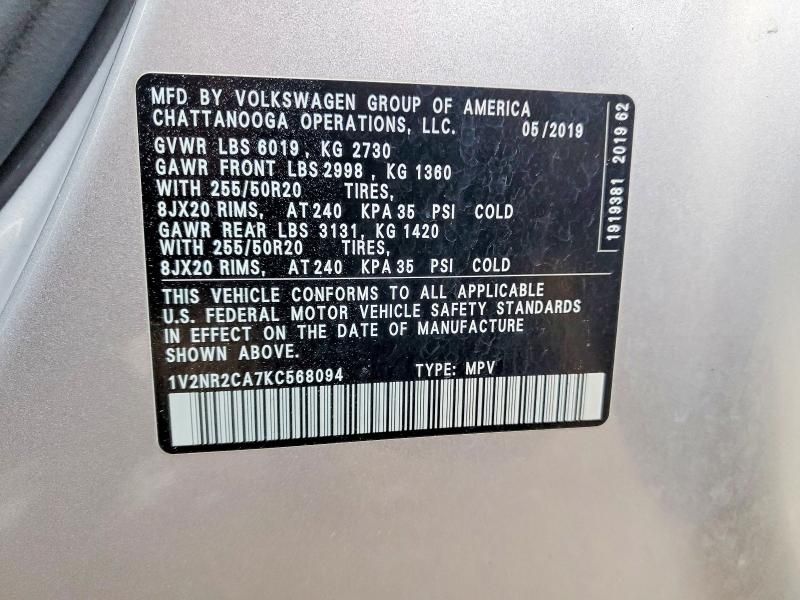 MFD BY VOLKSWAGEN GROUP OF AMERICA
CHATTANOOGA OPERATIONS, LLC. 05/2019
GVWR LBS 6019, KG 2730
GAWR FRONT LBS 2998 , KG 1360
WITH 255/50R20 TIRES,
8JX20 RIMS, AT 240 KPA 35 PSI COLD
GAWR REAR LBS 3131, KG 1420
WITH 255/50R20 TIRES,
8JX20 RIMS, AT 240 KPA 35 PSI COLD
THIS VEHICLE CONFORMS TO ALL APPLICABLE
U.S. FEDERAL MOTOR VEHICLE SAFETY STANDARDS
IN EFFECT ON THE DATE OF MANUFACTURE
SHOWN ABOVE.
1V2NR2CA7KC568094 TYPE: MPV
1919381 2019 62